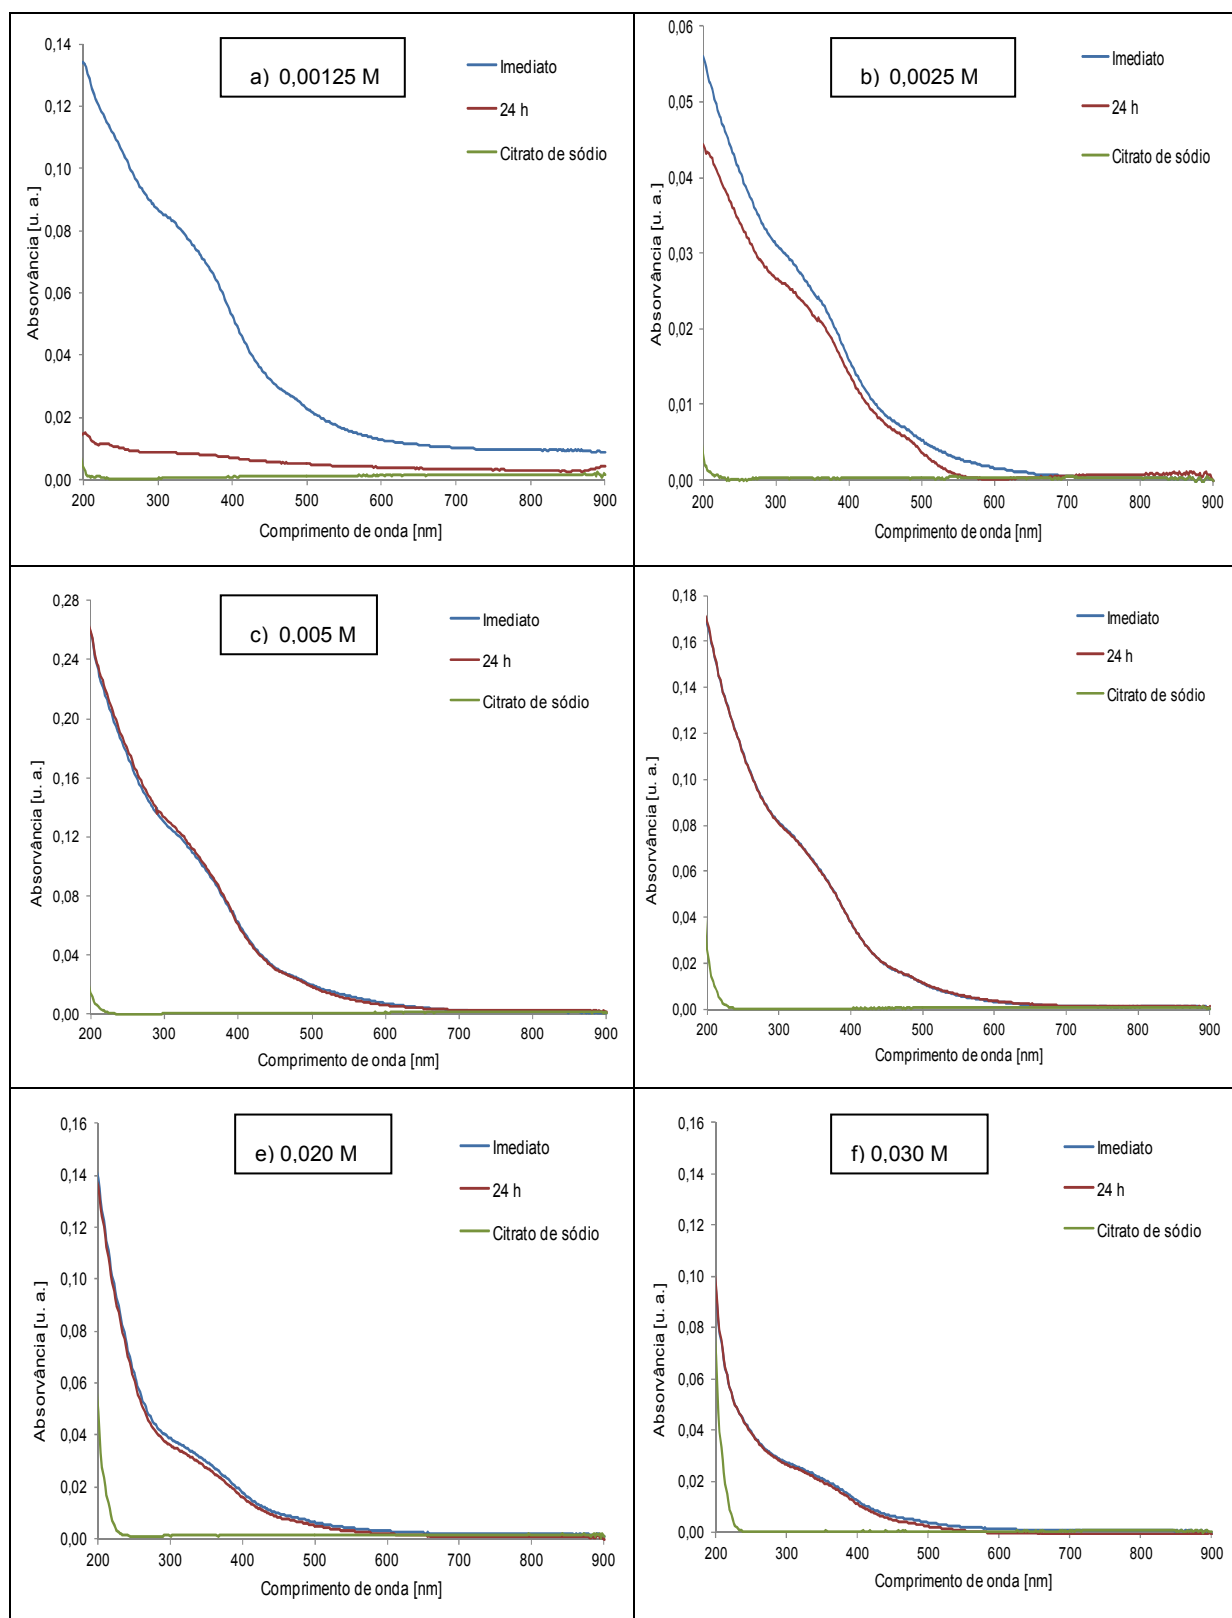 a) 0,00125 M
Imediato
24 h
Citrato de sódio
Absorvância [u. a.]
0,14
0,12
0,10
0,08
0,06
0,04
0,02
0,00
200 300 400 500 600 700 800 900
Comprimento de onda [nm]
b) 0,0025 M
Imediato
24 h
Citrato de sódio
Absorvância [u. a.]
0,06
0,05
0,04
0,03
0,02
0,01
0,00
200 300 400 500 600 700 800 900
Comprimento de onda [nm]
c) 0,005 M
Imediato
24 h
Citrato de sódio
Absorvância [u. a.]
0,28
0,24
0,20
0,16
0,12
0,08
0,04
0,00
200 300 400 500 600 700 800 900
Comprimento de onda [nm]
Imediato
24 h
Citrato de sódio
Absorvância [u. a.]
0,18
0,16
0,14
0,12
0,10
0,08
0,06
0,04
0,02
0,00
200 300 400 500 600 700 800 900
Comprimento de onda [nm]
e) 0,020 M
Imediato
24 h
Citrato de sódio
Absorvância [u. a.]
0,16
0,14
0,12
0,10
0,08
0,06
0,04
0,02
0,00
200 300 400 500 600 700 800 900
Comprimento de onda [nm]
f) 0,030 M
Imediato
24 h
Citrato de sódio
Absorvância [u. a.]
0,16
0,14
0,12
0,10
0,08
0,06
0,04
0,02
0,00
200 300 400 500 600 700 800 900
Comprimento de onda [nm]